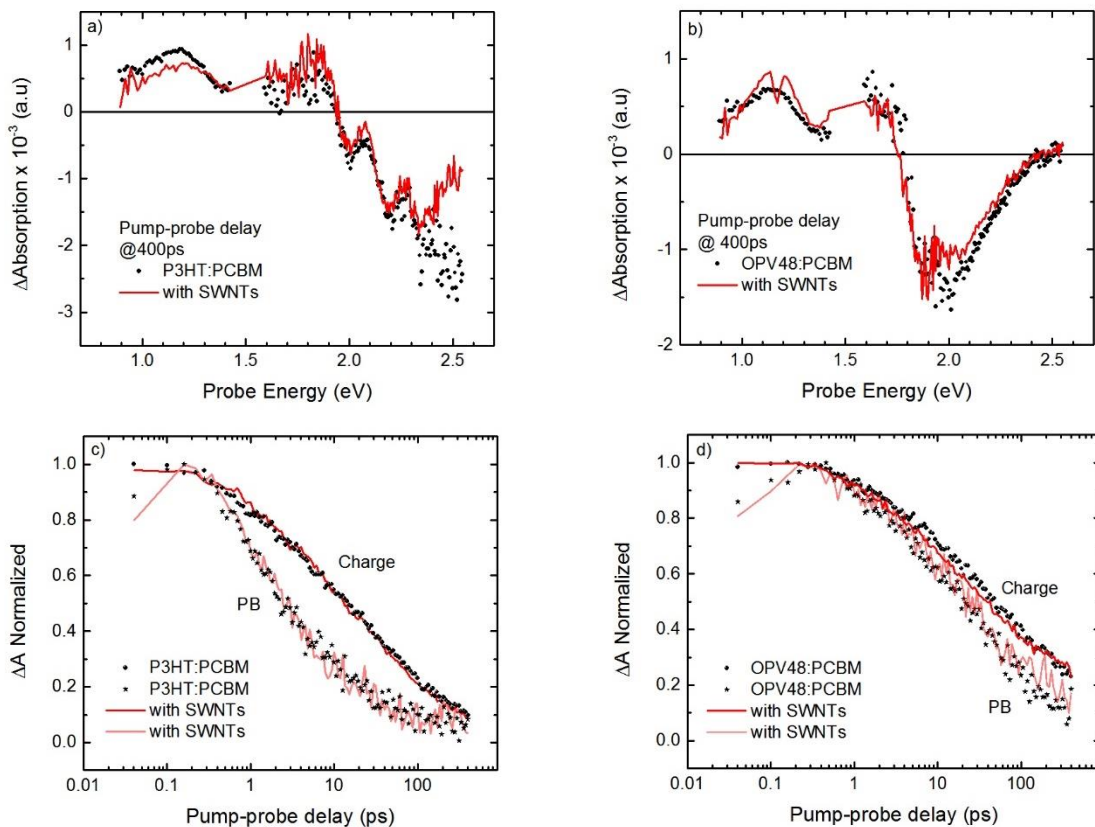 a)
ΔAbsorption x 10⁻³ (a.u)
1
0
-1
-2
-3
Pump-probe delay
@400ps
P3HT:PCBM
with SWNTs
1.0 1.5 2.0 2.5
Probe Energy (eV)
b)
ΔAbsorption x 10⁻³ (a.u)
1
0
-1
-2
Pump-probe delay
@ 400ps
OPV48:PCBM
with SWNTs
1.0 1.5 2.0 2.5
Probe Energy (eV)
c)
ΔA Normalized
1.0
0.8
0.6
0.4
0.2
0.0
Charge
PB
P3HT:PCBM
P3HT:PCBM
with SWNTs
with SWNTs
0.01 0.1 1 10 100
Pump-probe delay (ps)
d)
ΔA Normalized
1.0
0.8
0.6
0.4
0.2
0.0
Charge
OPV48:PCBM
OPV48:PCBM
with SWNTs
with SWNTs
PB
0.01 0.1 1 10 100
Pump-probe delay (ps)